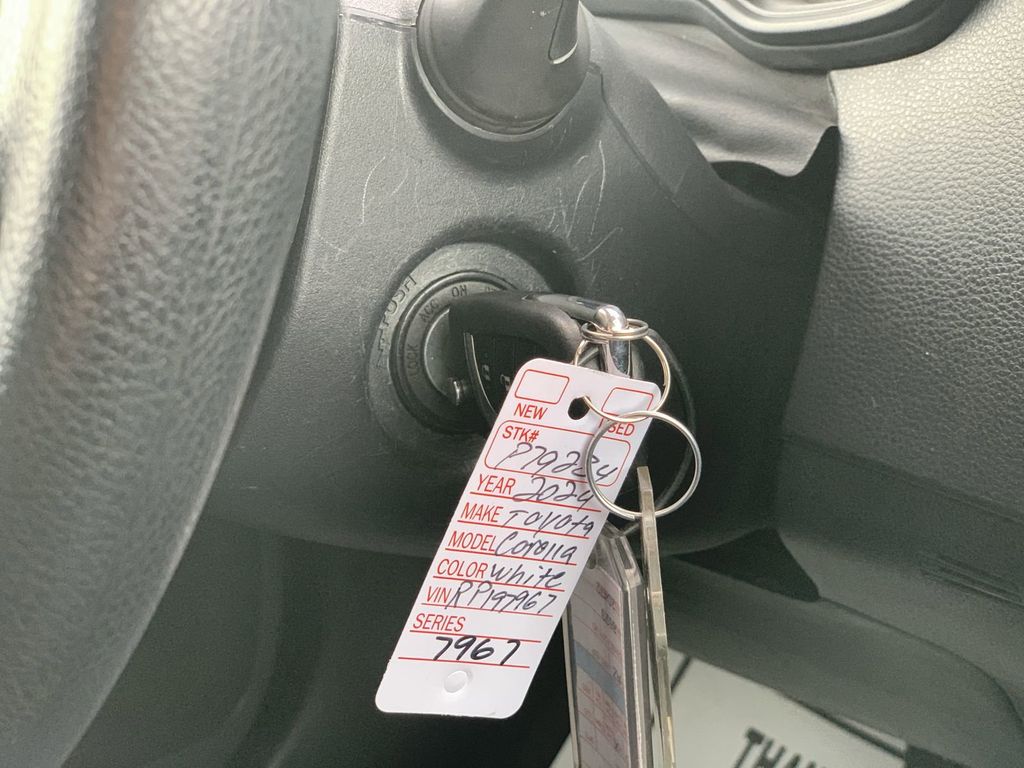 PUSH
LOCK ACC ON
NEW USED
STK# P79284
YEAR 2024
MAKE Toyota
MODEL Corolla
COLOR white
VIN RP197967
SERIES
7967